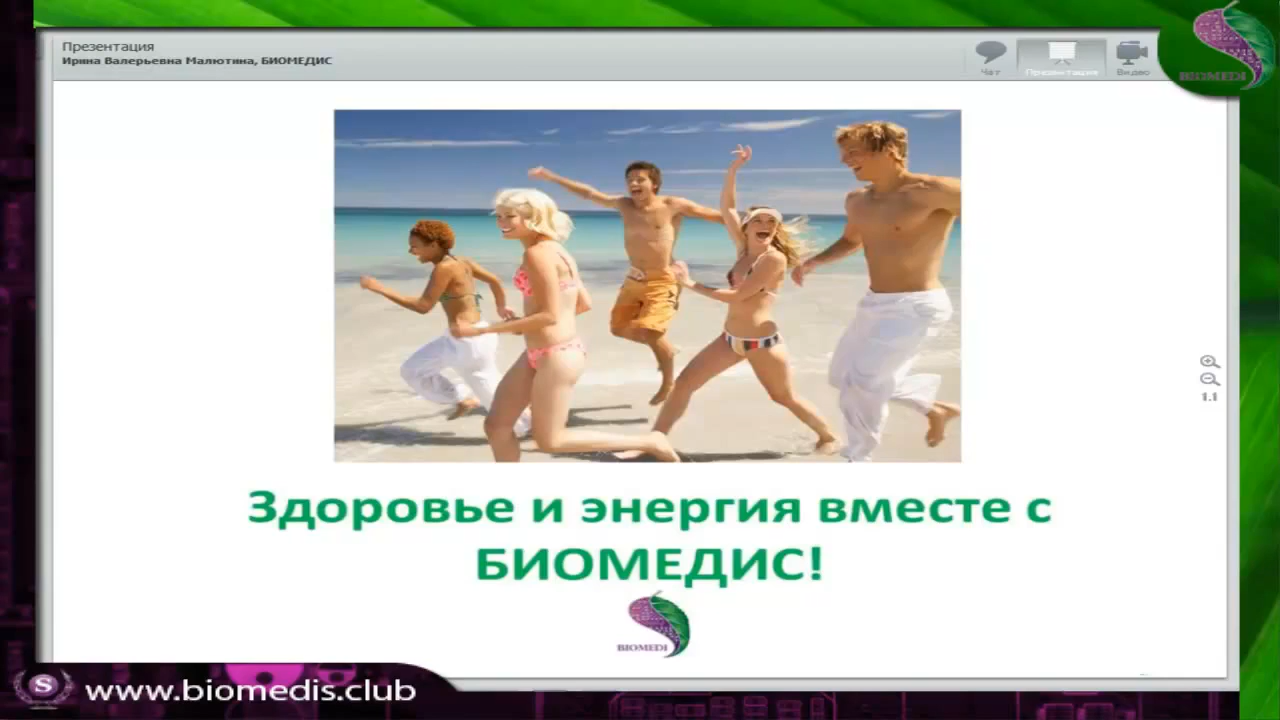 Презентация
Ирина Валерьевна Малютина, БИОМЕДИС
Чат
Презентация
Видео
BIOMEDI
1.1
Здоровье и энергия вместе с
БИОМЕДИС!
BIOMEDI
S
www.biomedis.club